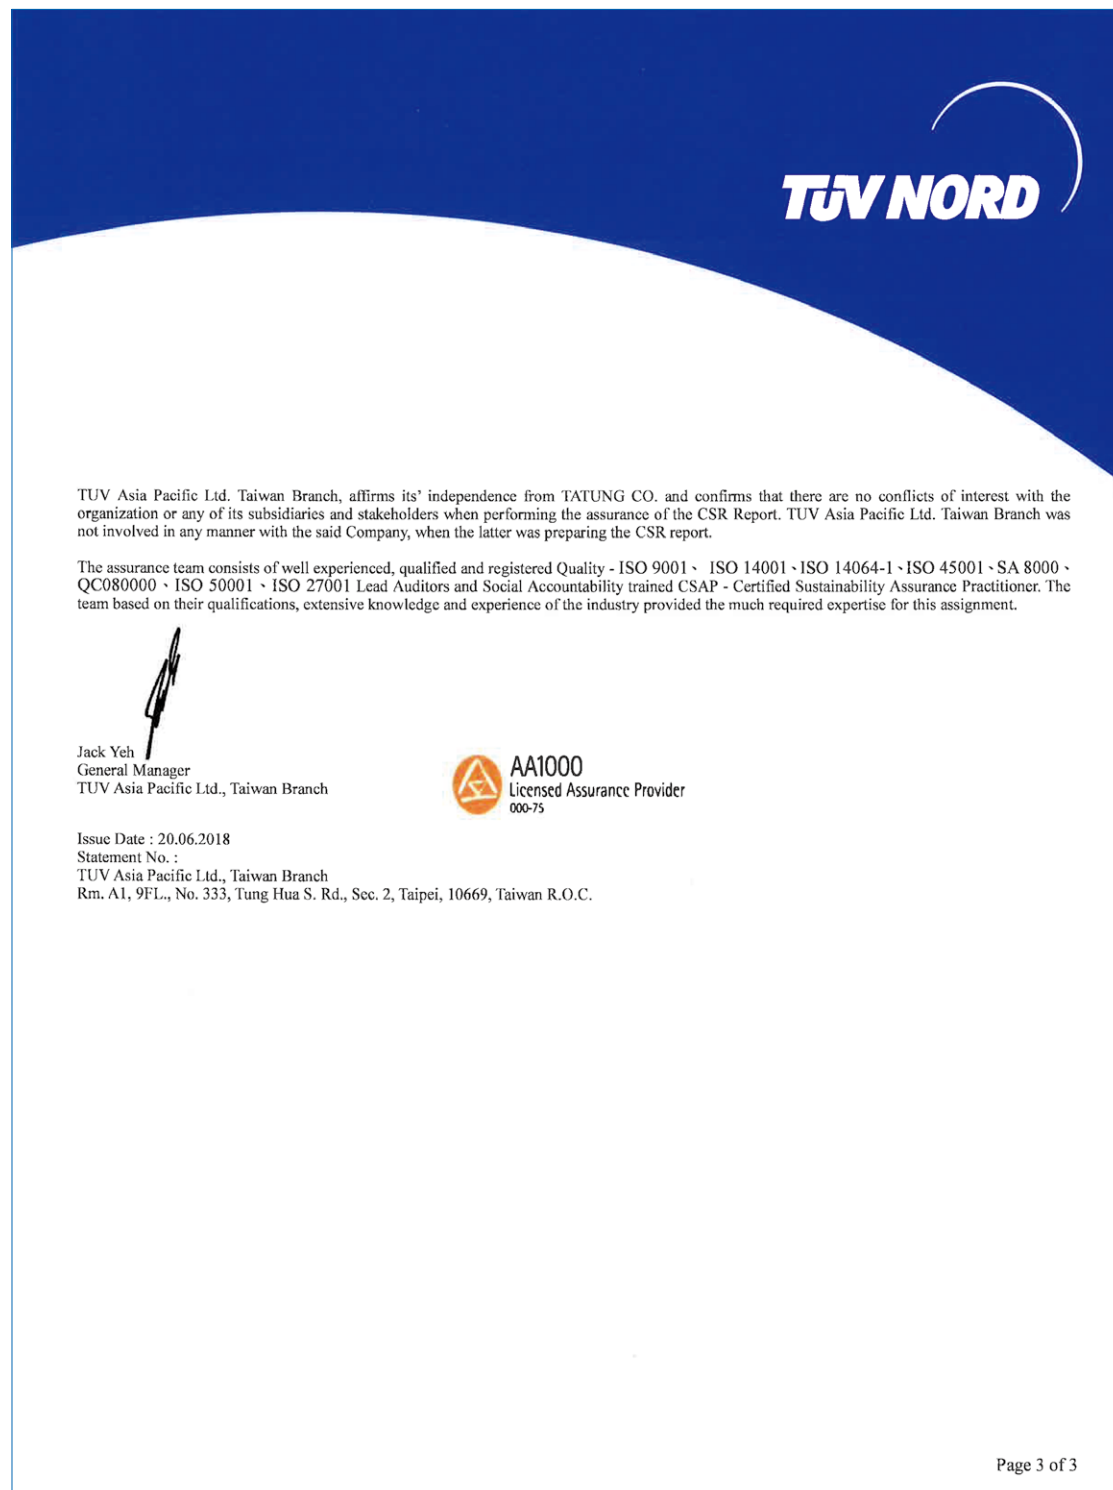 TÜV NORD
TUV Asia Pacific Ltd. Taiwan Branch, affirms its' independence from TATUNG CO. and confirms that there are no conflicts of interest with the
organization or any of its subsidiaries and stakeholders when performing the assurance of the CSR Report. TUV Asia Pacific Ltd. Taiwan Branch was
not involved in any manner with the said Company, when the latter was preparing the CSR report.
The assurance team consists of well experienced, qualified and registered Quality - ISO 9001、 ISO 14001、ISO 14064-1、ISO 45001、SA 8000、
QC080000、ISO 50001、ISO 27001 Lead Auditors and Social Accountability trained CSAP - Certified Sustainability Assurance Practitioner. The
team based on their qualifications, extensive knowledge and experience of the industry provided the much required expertise for this assignment.
Jack Yeh
General Manager
TUV Asia Pacific Ltd., Taiwan Branch
AA1000
Licensed Assurance Provider
000-75
Issue Date : 20.06.2018
Statement No. :
TUV Asia Pacific Ltd., Taiwan Branch
Rm. A1, 9FL., No. 333, Tung Hua S. Rd., Sec. 2, Taipei, 10669, Taiwan R.O.C.
Page 3 of 3